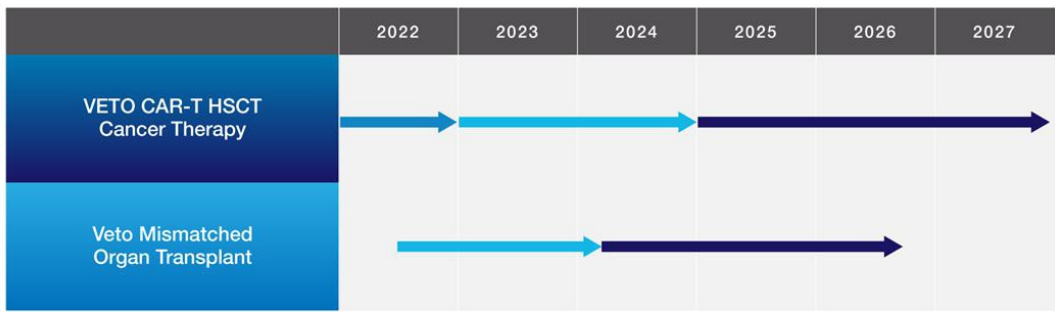 2022 2023 2024 2025 2026 2027
VETO CAR-T HSCT
Cancer Therapy
Veto Mismatched
Organ Transplant